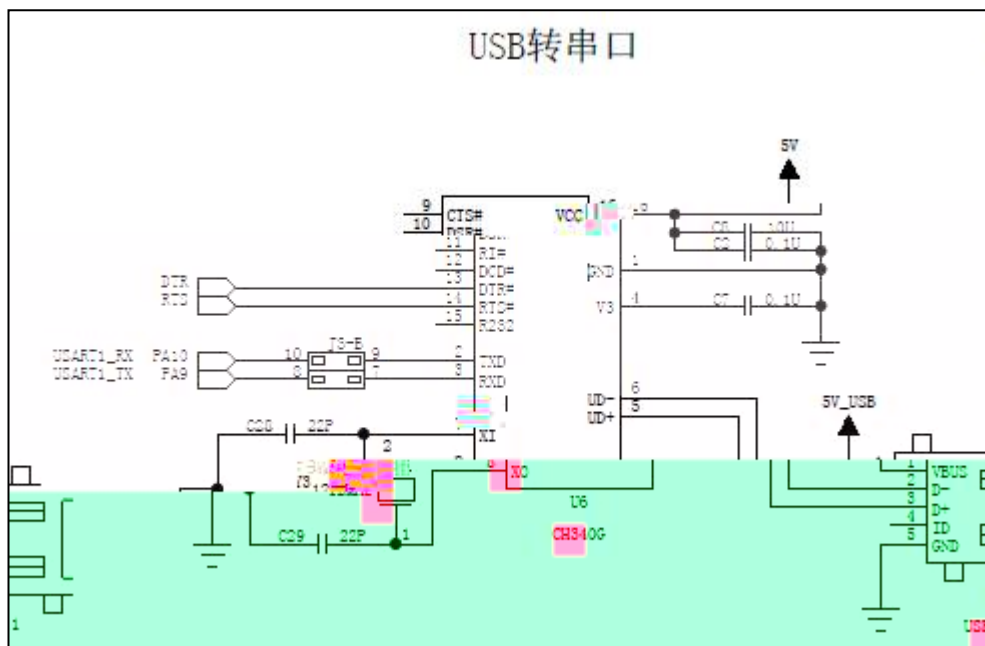 USB转串口
5V
9 CTS# VCC
10 DSR#
C2 0.1U
11 RI#
12 DCD# GND 1
DTR 13 DTR#
RTS 14 RTS# V3 4 C7 0.1U
15 R232
USART1_RX PA10 10 9 2 TXD
USART1_TX PA9 8 7 3 RXD
UD- 6
UD+ 5
5V_USB
C28 22P XI
2
XO
1 VBUS
2 D-
3 D+
4 ID
5 GND
U6
C29 22P 1 CH340G
1